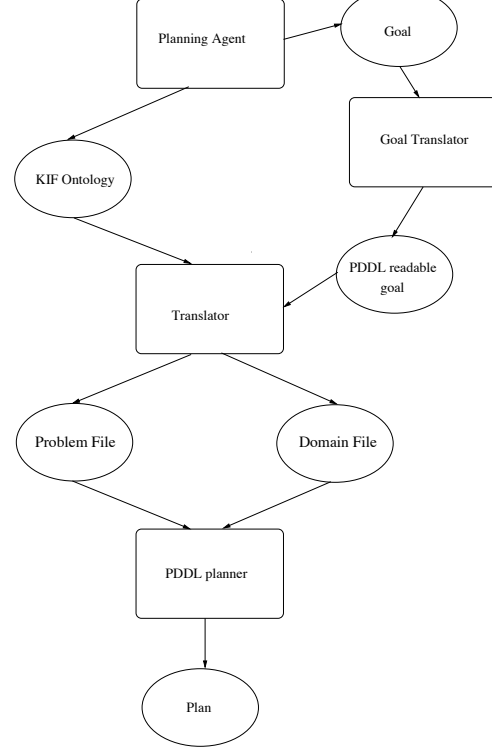 Planning Agent
Goal
Goal Translator
KIF Ontology
PDDL readable
goal
Translator
Problem File
Domain File
PDDL planner
Plan